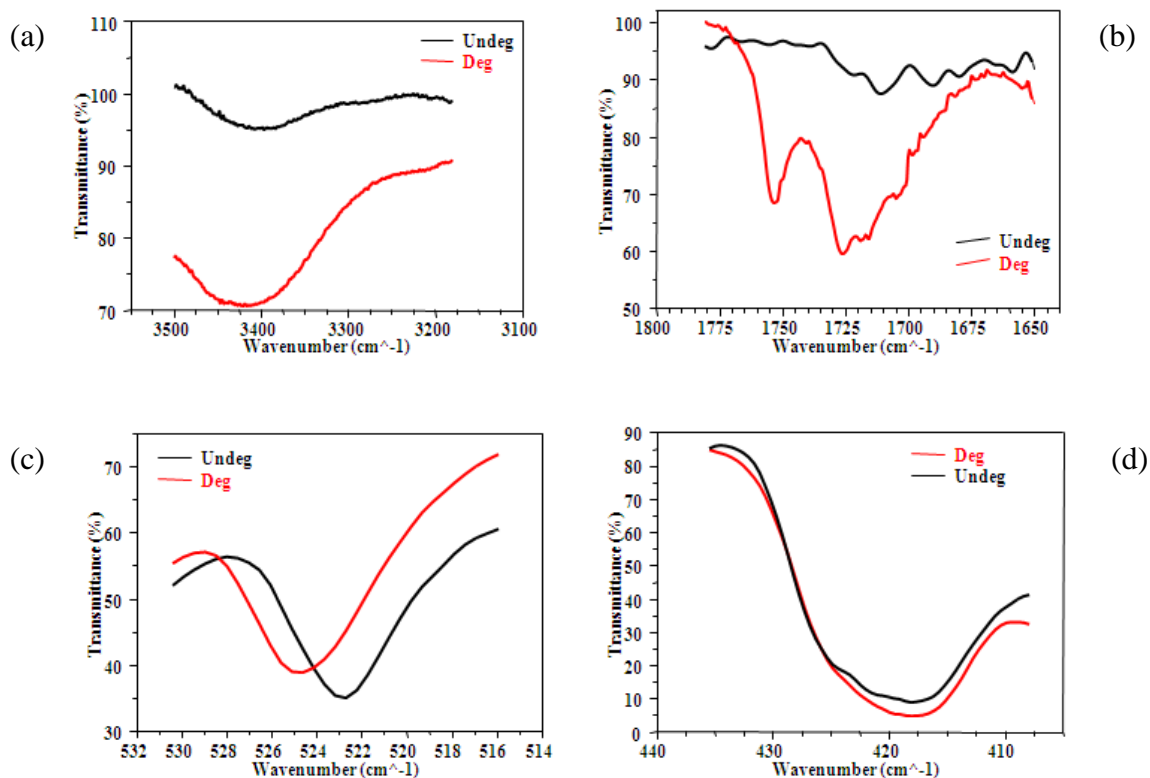 (a)
110
100
90
80
70
Transmittance (%)
Undeg
Deg
3500 3400 3300 3200 3100
Wavenumber (cm^-1)
(b)
100
90
80
70
60
50
Transmittance (%)
Undeg
Deg
1800 1775 1750 1725 1700 1675 1650
Wavenumber (cm^-1)
(c)
70
60
50
40
30
Transmittance (%)
Undeg
Deg
532 530 528 526 524 522 520 518 516 514
Wavenumber (cm^-1)
(d)
90
80
70
60
50
40
30
20
10
0
Transmittance (%)
Deg
Undeg
440 430 420 410
Wavenumber (cm^-1)